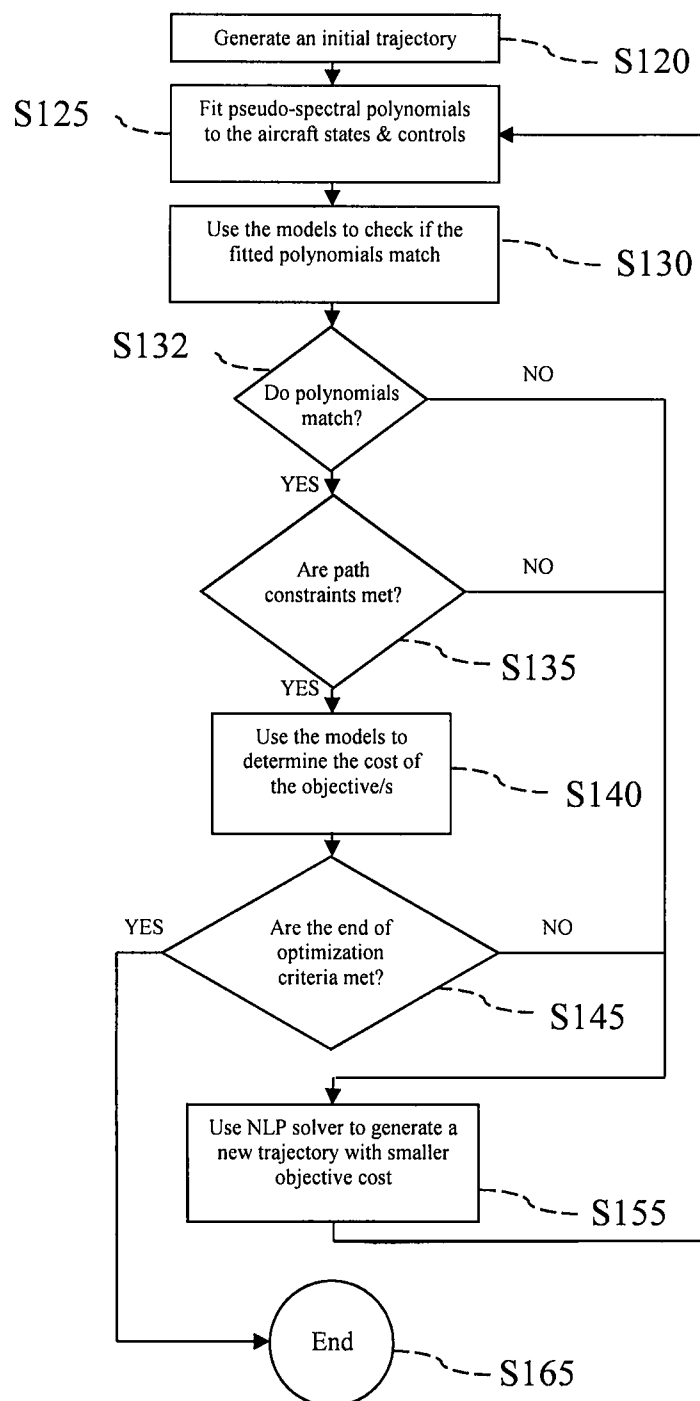 Generate an initial trajectory
S120
S125
Fit pseudo-spectral polynomials
to the aircraft states & controls
Use the models to check if the
fitted polynomials match
S130
S132
Do polynomials
match?
NO
YES
Are path
constraints met?
NO
S135
YES
Use the models to
determine the cost of
the objective/s
S140
YES
Are the end of
optimization
criteria met?
NO
S145
Use NLP solver to generate a
new trajectory with smaller
objective cost
S155
End
S165